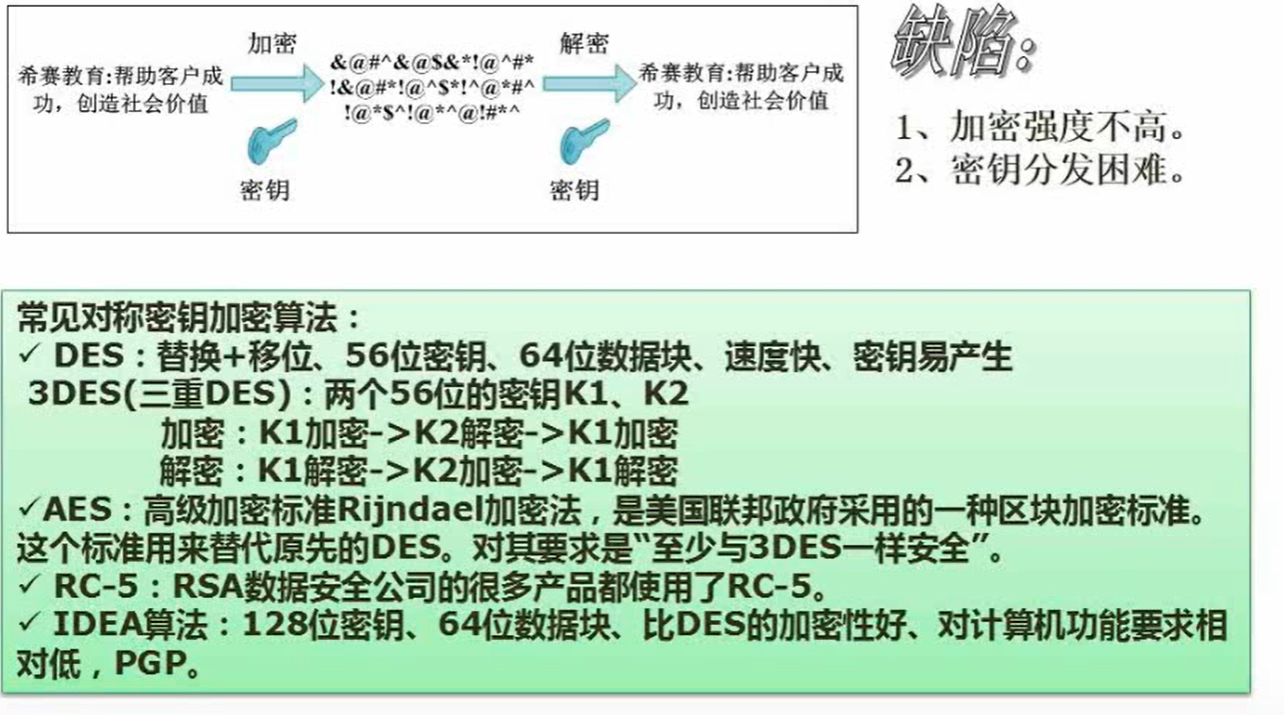 加密
解密
希赛教育:帮助客户成
功，创造社会价值
&@#^&@$&*!@^#*
!&@#*!@^$*!^@*#^
!@*$^!@*^@!#*^
希赛教育:帮助客户成
功，创造社会价值
密钥
密钥
缺陷:
1、加密强度不高。
2、密钥分发困难。
常见对称密钥加密算法：
✓ DES：替换+移位、56位密钥、64位数据块、速度快、密钥易产生
3DES(三重DES)：两个56位的密钥K1、K2
加密：K1加密->K2解密->K1加密
解密：K1解密->K2加密->K1解密
✓AES：高级加密标准Rijndael加密法，是美国联邦政府采用的一种区块加密标准。
这个标准用来替代原先的DES。对其要求是“至少与3DES一样安全”。
✓ RC-5：RSA数据安全公司的很多产品都使用了RC-5。
✓ IDEA算法：128位密钥、64位数据块、比DES的加密性好、对计算机功能要求相
对低，PGP。